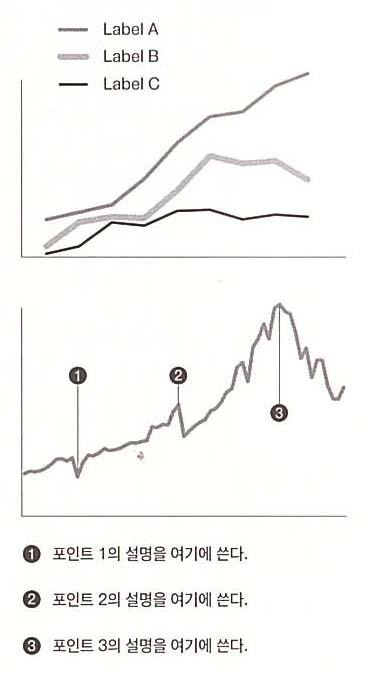 Label A
Label B
Label C
1
2
3
1 포인트 1의 설명을 여기에 쓴다.
2 포인트 2의 설명을 여기에 쓴다.
3 포인트 3의 설명을 여기에 쓴다.